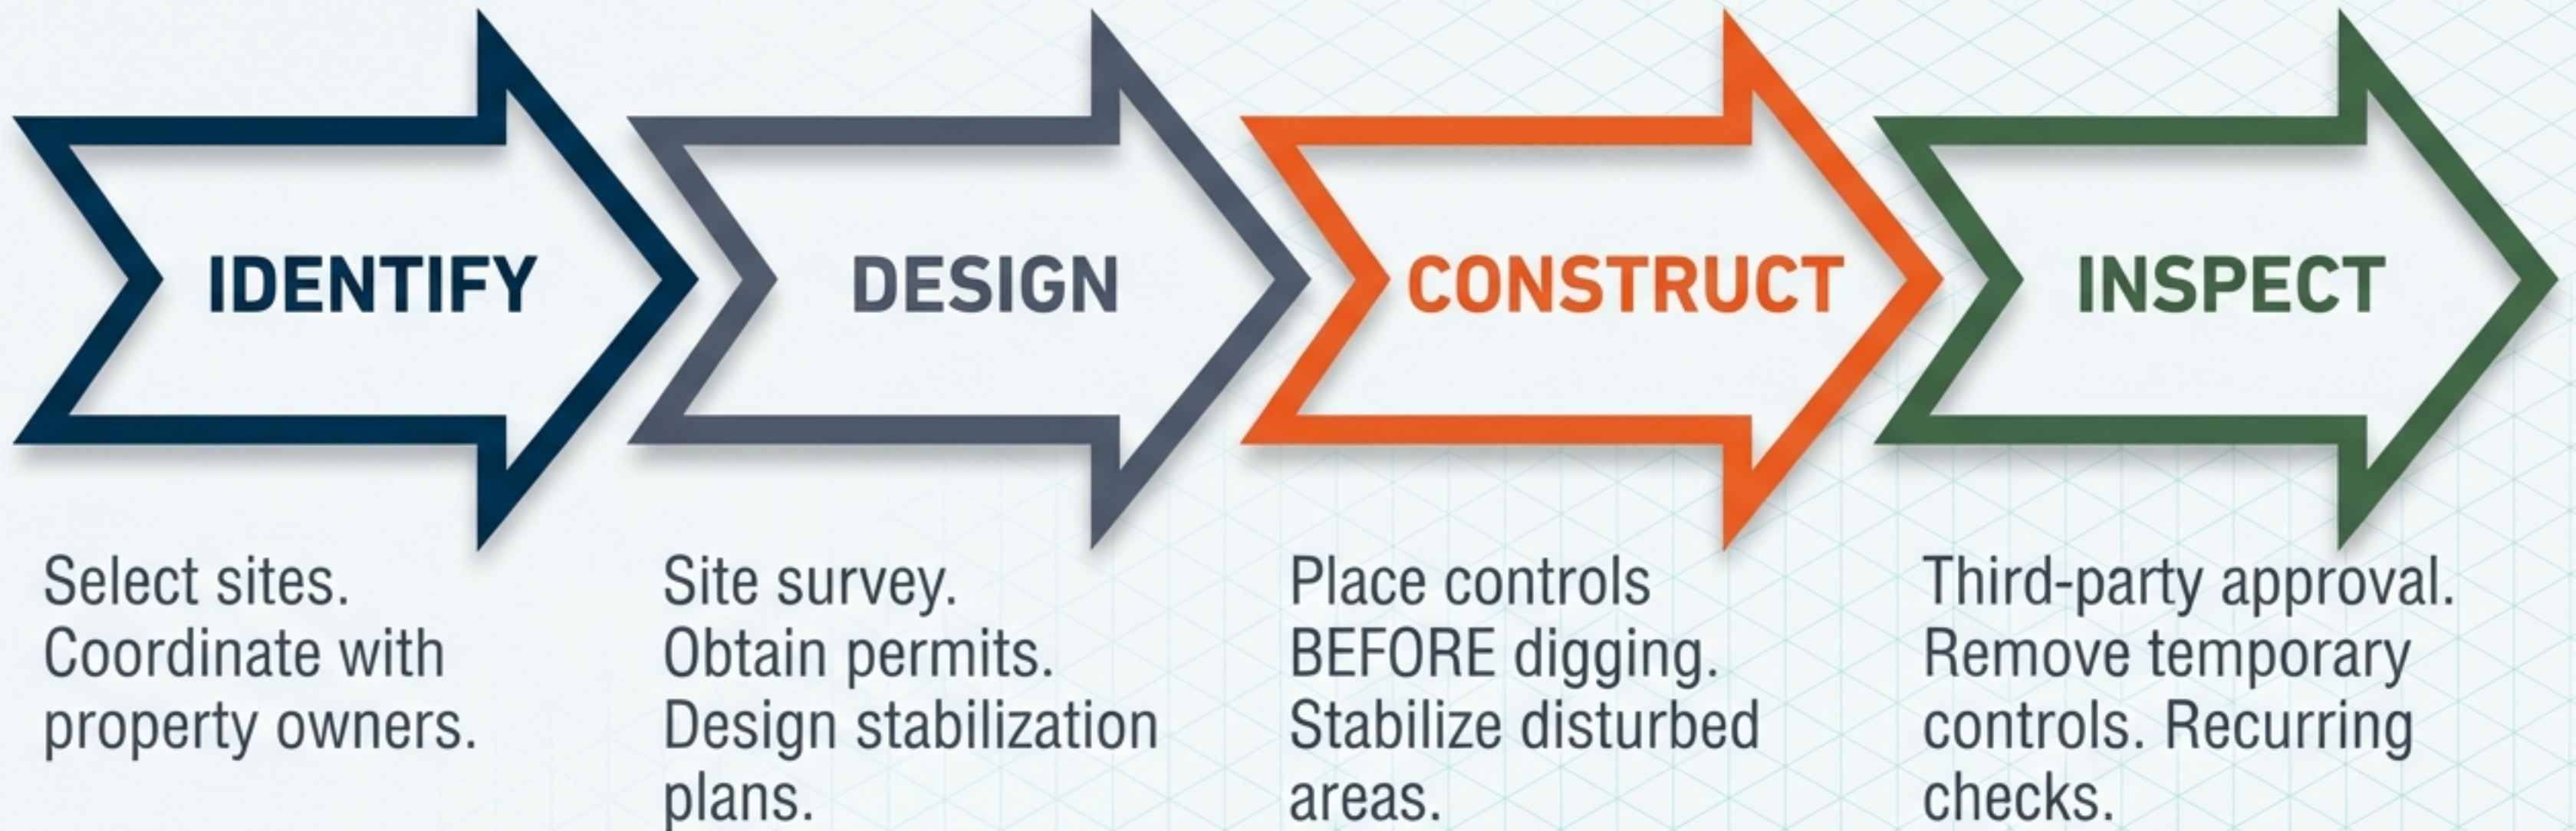 IDENTIFY
Select sites.
Coordinate with
property owners.
DESIGN
Site survey.
Obtain permits.
Design stabilization
plans.
CONSTRUCT
Place controls
BEFORE digging.
Stabilize disturbed
areas.
INSPECT
Third-party approval.
Remove temporary
controls. Recurring
checks.